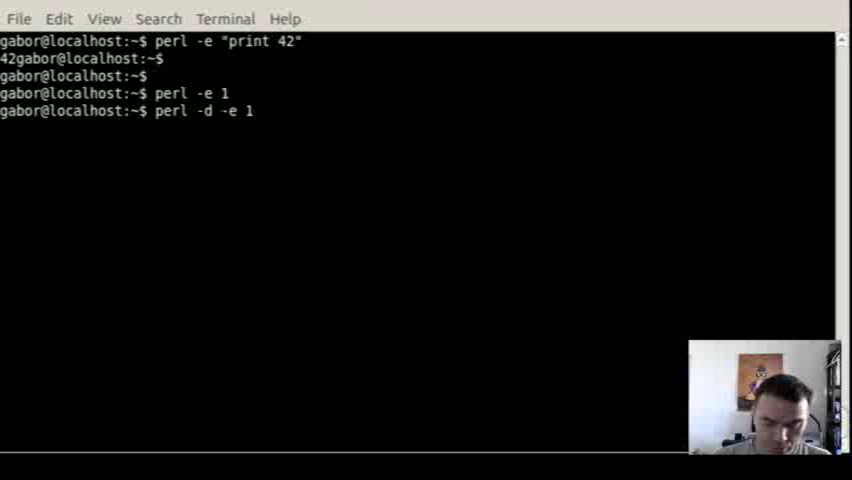 File Edit View Search Terminal Help
gabor@localhost:~$ perl -e "print 42"
42gabor@localhost:~$
gabor@localhost:~$
gabor@localhost:~$ perl -e 1
gabor@localhost:~$ perl -d -e 1